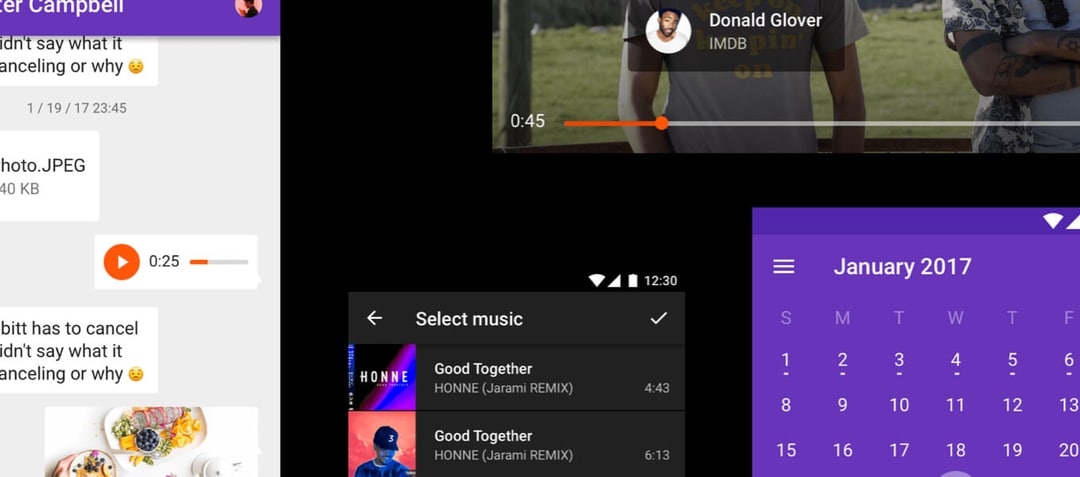 ter Campbell
idn't say what it
anceling or why 😣
1 / 19 / 17 23:45
hoto.JPEG
40 KB
0:25
bitt has to cancel
idn't say what it
anceling or why 😣
Donald Glover
IMDB
on
0:45
12:30
Select music
HONNE
Good Together
HONNE (Jarami REMIX)
4:43
3
Good Together
HONNE (Jarami REMIX)
6:13
January 2017
S M T W T F
1 2 3 4 5 6
8 9 10 11 12 13
15 16 17 18 19 20